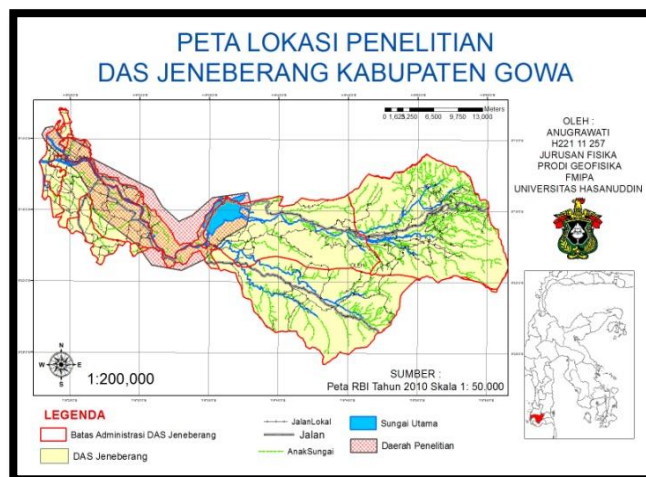 PETA LOKASI PENELITIAN
DAS JENEBERANG KABUPATEN GOWA
Meters
0 1,625 3,250 6,500 9,750 13,000
OLEH :
ANUGRAWATI
H221 11 257
JURUSAN FISIKA
PRODI GEOFISIKA
FMIPA
UNIVERSITAS HASANUDDIN
N
W E
S
1:200,000
SUMBER :
Peta RBI Tahun 2010 Skala 1: 50,000
LEGENDA
Batas Administrasi DAS Jeneberang
DAS Jeneberang
JalanLokal
Jalan
AnakSungai
Sungai Utama
Daerah Penelitian